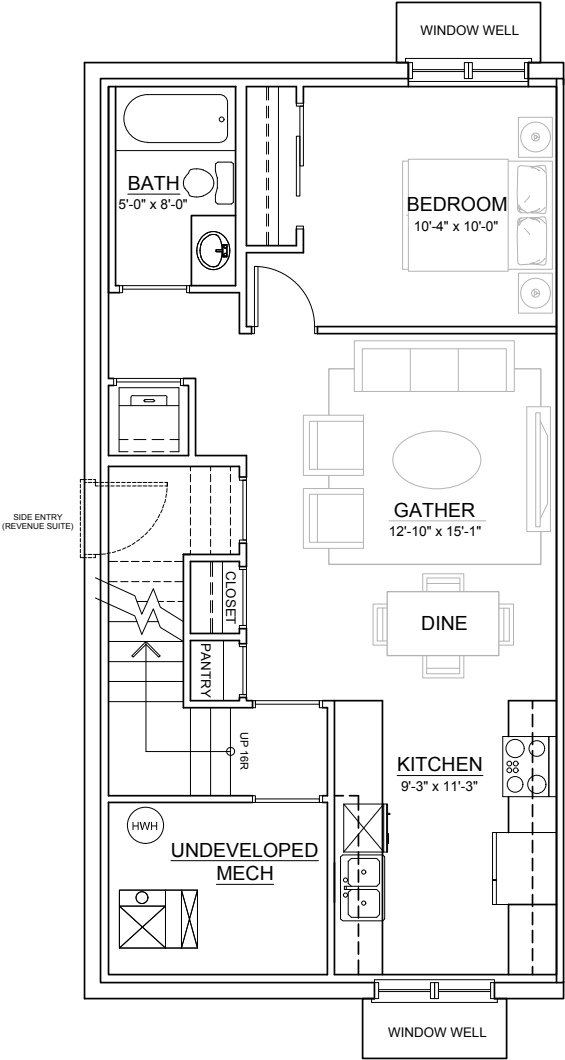 WINDOW WELL
BATH
5'-0" x 8'-0"
BEDROOM
10'-4" x 10'-0"
SIDE ENTRY
(REVENUE SUITE)
GATHER
12'-10" x 15'-1"
CLOSET
DINE
PANTRY
UP 16R
KITCHEN
9'-3" x 11'-3"
HWH
UNDEVELOPED
MECH
WINDOW WELL